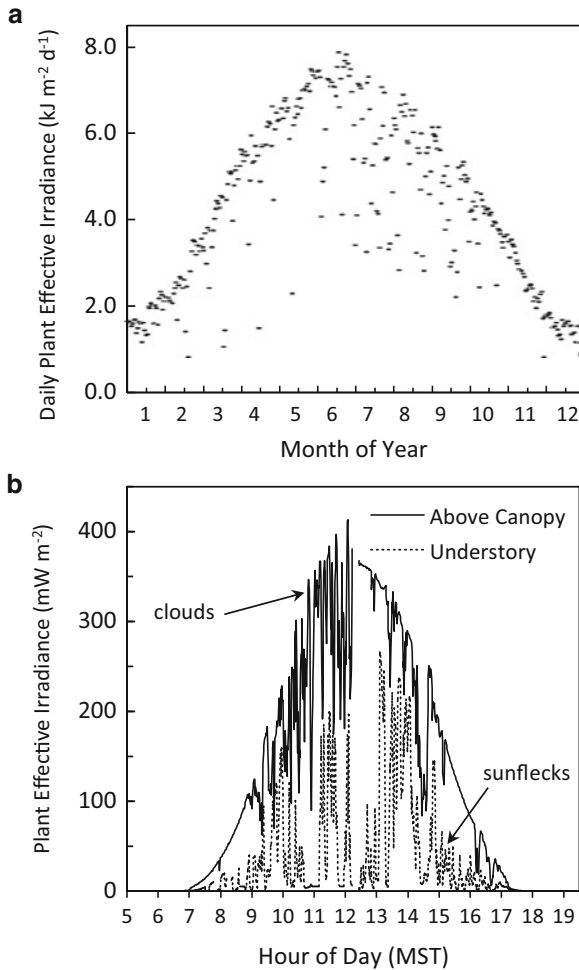 a
Daily Plant Effective Irradiance (kJ m⁻² d⁻¹)
8.0
6.0
4.0
2.0
0.0
1 2 3 4 5 6 7 8 9 10 11 12
Month of Year
b
Plant Effective Irradiance (mW m⁻²)
400
300
200
100
0
Above Canopy
Understory
clouds
sunflecks
5 6 7 8 9 10 11 12 13 14 15 16 17 18 19
Hour of Day (MST)